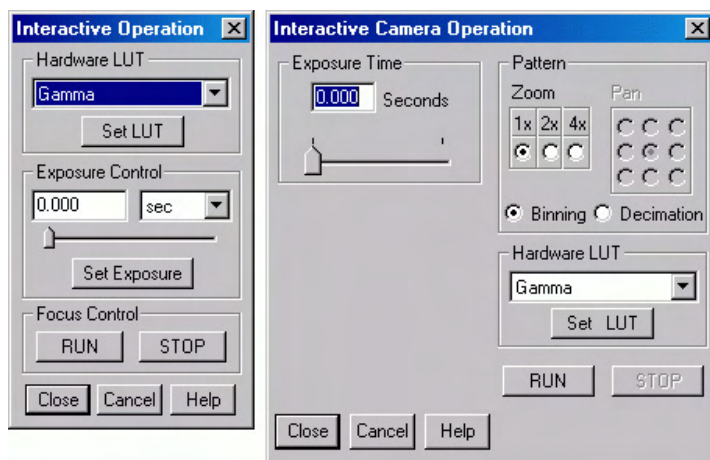 Interactive Operation
Hardware LUT
Gamma
Set LUT
Exposure Control
0.000 sec
Set Exposure
Focus Control
RUN STOP
Close Cancel Help
Interactive Camera Operation
Exposure Time
0.000 Seconds
Pattern
Zoom Pan
1x 2x 4x
Binning Decimation
Hardware LUT
Gamma
Set LUT
RUN STOP
Close Cancel Help